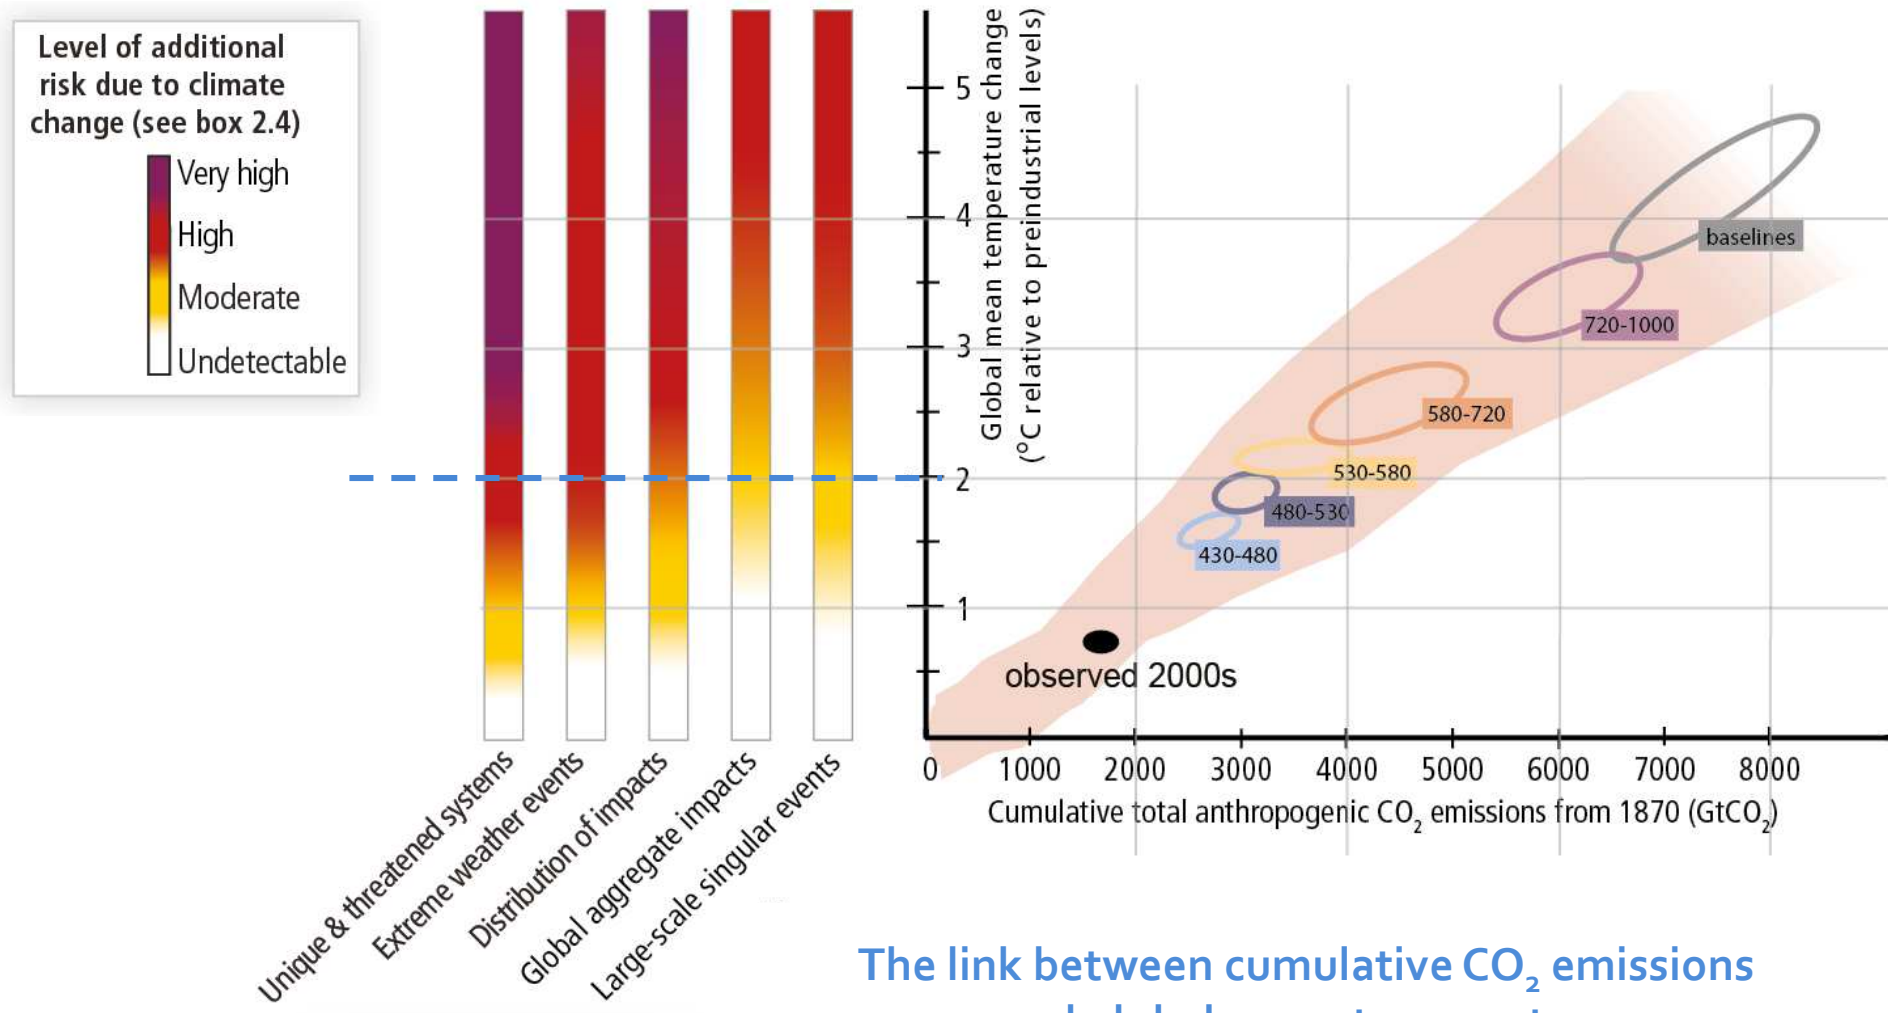 Level of additional
risk due to climate
change (see box 2.4)
Very high
High
Moderate
Undetectable
Unique & threatened systems
Extreme weather events
Distribution of impacts
Global aggregate impacts
Large-scale singular events
Global mean temperature change
(°C relative to preindustrial levels)
5
4
3
2
1
baselines
720-1000
580-720
530-580
480-530
430-480
observed 2000s
0 1000 2000 3000 4000 5000 6000 7000 8000
Cumulative total anthropogenic CO₂ emissions from 1870 (GtCO₂)
The link between cumulative CO₂ emissions